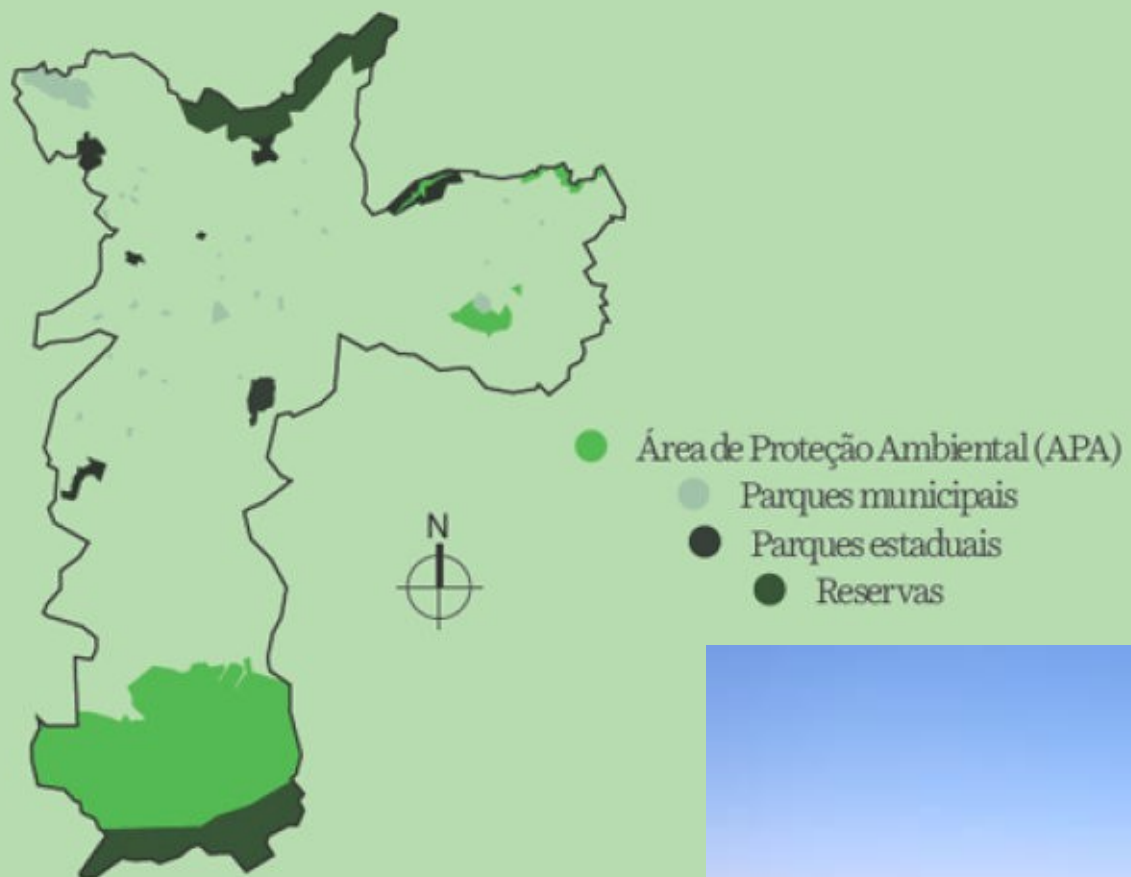 Área de Proteção Ambiental (APA)
Parques municipais
N
Parques estaduais
Reservas